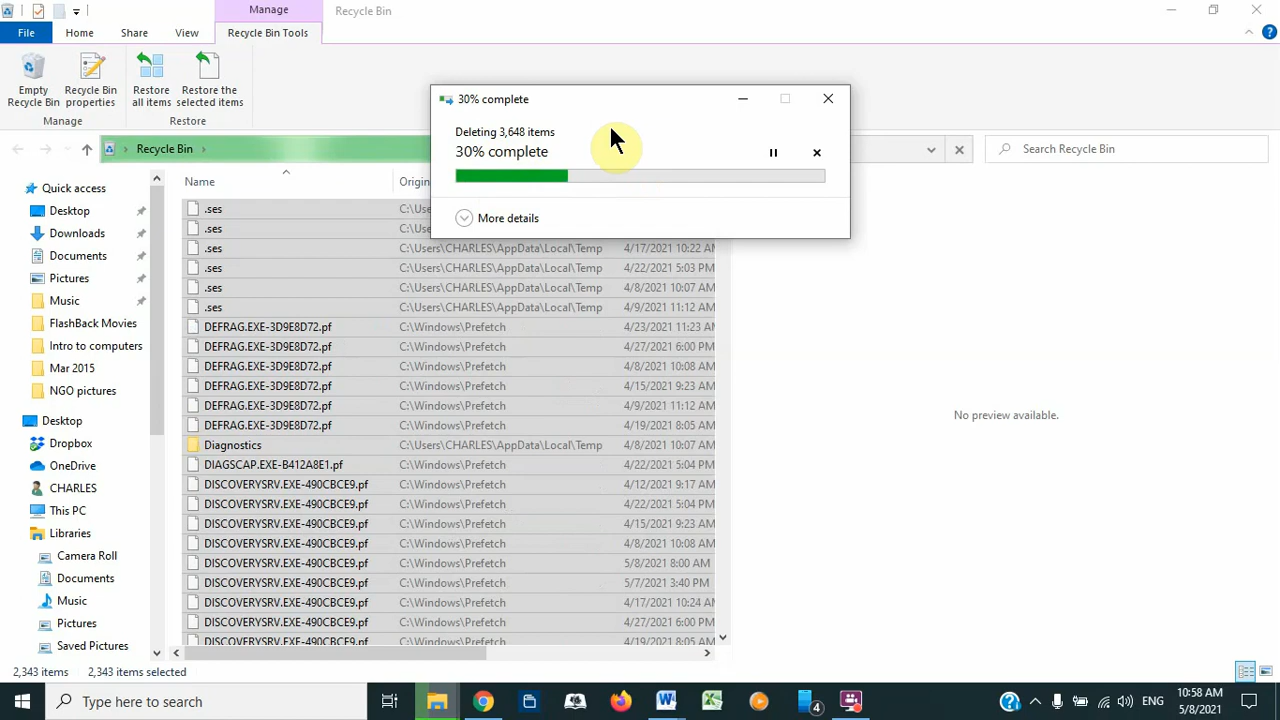 Manage
Recycle Bin
File
Home
Share
View
Recycle Bin Tools
Empty
Recycle Bin
Recycle Bin
properties
Restore
all items
Restore the
selected items
Manage
Restore
30% complete
Deleting 3,648 items
30% complete
More details
Recycle Bin
Search Recycle Bin
Quick access
Desktop
Downloads
Documents
Pictures
Music
FlashBack Movies
Intro to computers
Mar 2015
NGO pictures
Desktop
Dropbox
OneDrive
CHARLES
This PC
Libraries
Camera Roll
Documents
Music
Pictures
Saved Pictures
Name Origin
.ses C:\Use
.ses C:\Use
.ses C:\Users\CHARLES\AppData\Local\Temp 4/17/2021 10:22 AM
.ses C:\Users\CHARLES\AppData\Local\Temp 4/22/2021 5:03 PM
.ses C:\Users\CHARLES\AppData\Local\Temp 4/8/2021 10:07 AM
.ses C:\Users\CHARLES\AppData\Local\Temp 4/9/2021 11:12 AM
DEFRAG.EXE-3D9E8D72.pf C:\Windows\Prefetch 4/23/2021 11:23 AM
DEFRAG.EXE-3D9E8D72.pf C:\Windows\Prefetch 4/27/2021 6:00 PM
DEFRAG.EXE-3D9E8D72.pf C:\Windows\Prefetch 4/8/2021 10:08 AM
DEFRAG.EXE-3D9E8D72.pf C:\Windows\Prefetch 4/15/2021 9:23 AM
DEFRAG.EXE-3D9E8D72.pf C:\Windows\Prefetch 4/9/2021 11:12 AM
DEFRAG.EXE-3D9E8D72.pf C:\Windows\Prefetch 4/19/2021 8:05 AM
Diagnostics C:\Users\CHARLES\AppData\Local\Temp 4/8/2021 10:07 AM
DIAGSCAP.EXE-B412A8E1.pf C:\Windows\Prefetch 4/22/2021 5:04 PM
DISCOVERYSRV.EXE-490CBCE9.pf C:\Windows\Prefetch 4/12/2021 9:17 AM
DISCOVERYSRV.EXE-490CBCE9.pf C:\Windows\Prefetch 4/22/2021 5:04 PM
DISCOVERYSRV.EXE-490CBCE9.pf C:\Windows\Prefetch 4/15/2021 9:23 AM
DISCOVERYSRV.EXE-490CBCE9.pf C:\Windows\Prefetch 4/8/2021 10:08 AM
DISCOVERYSRV.EXE-490CBCE9.pf C:\Windows\Prefetch 5/8/2021 8:00 AM
DISCOVERYSRV.EXE-490CBCE9.pf C:\Windows\Prefetch 5/7/2021 3:40 PM
DISCOVERYSRV.EXE-490CBCE9.pf C:\Windows\Prefetch 4/17/2021 10:24 AM
DISCOVERYSRV.EXE-490CBCE9.pf C:\Windows\Prefetch 4/27/2021 6:00 PM
DISCOVERYSRV.EXE-490CBCE9.pf C:\Windows\Prefetch 4/19/2021 8:05 AM
No preview available.
2,343 items 2,343 items selected
Type here to search
4
ENG
10:58 AM
5/8/2021